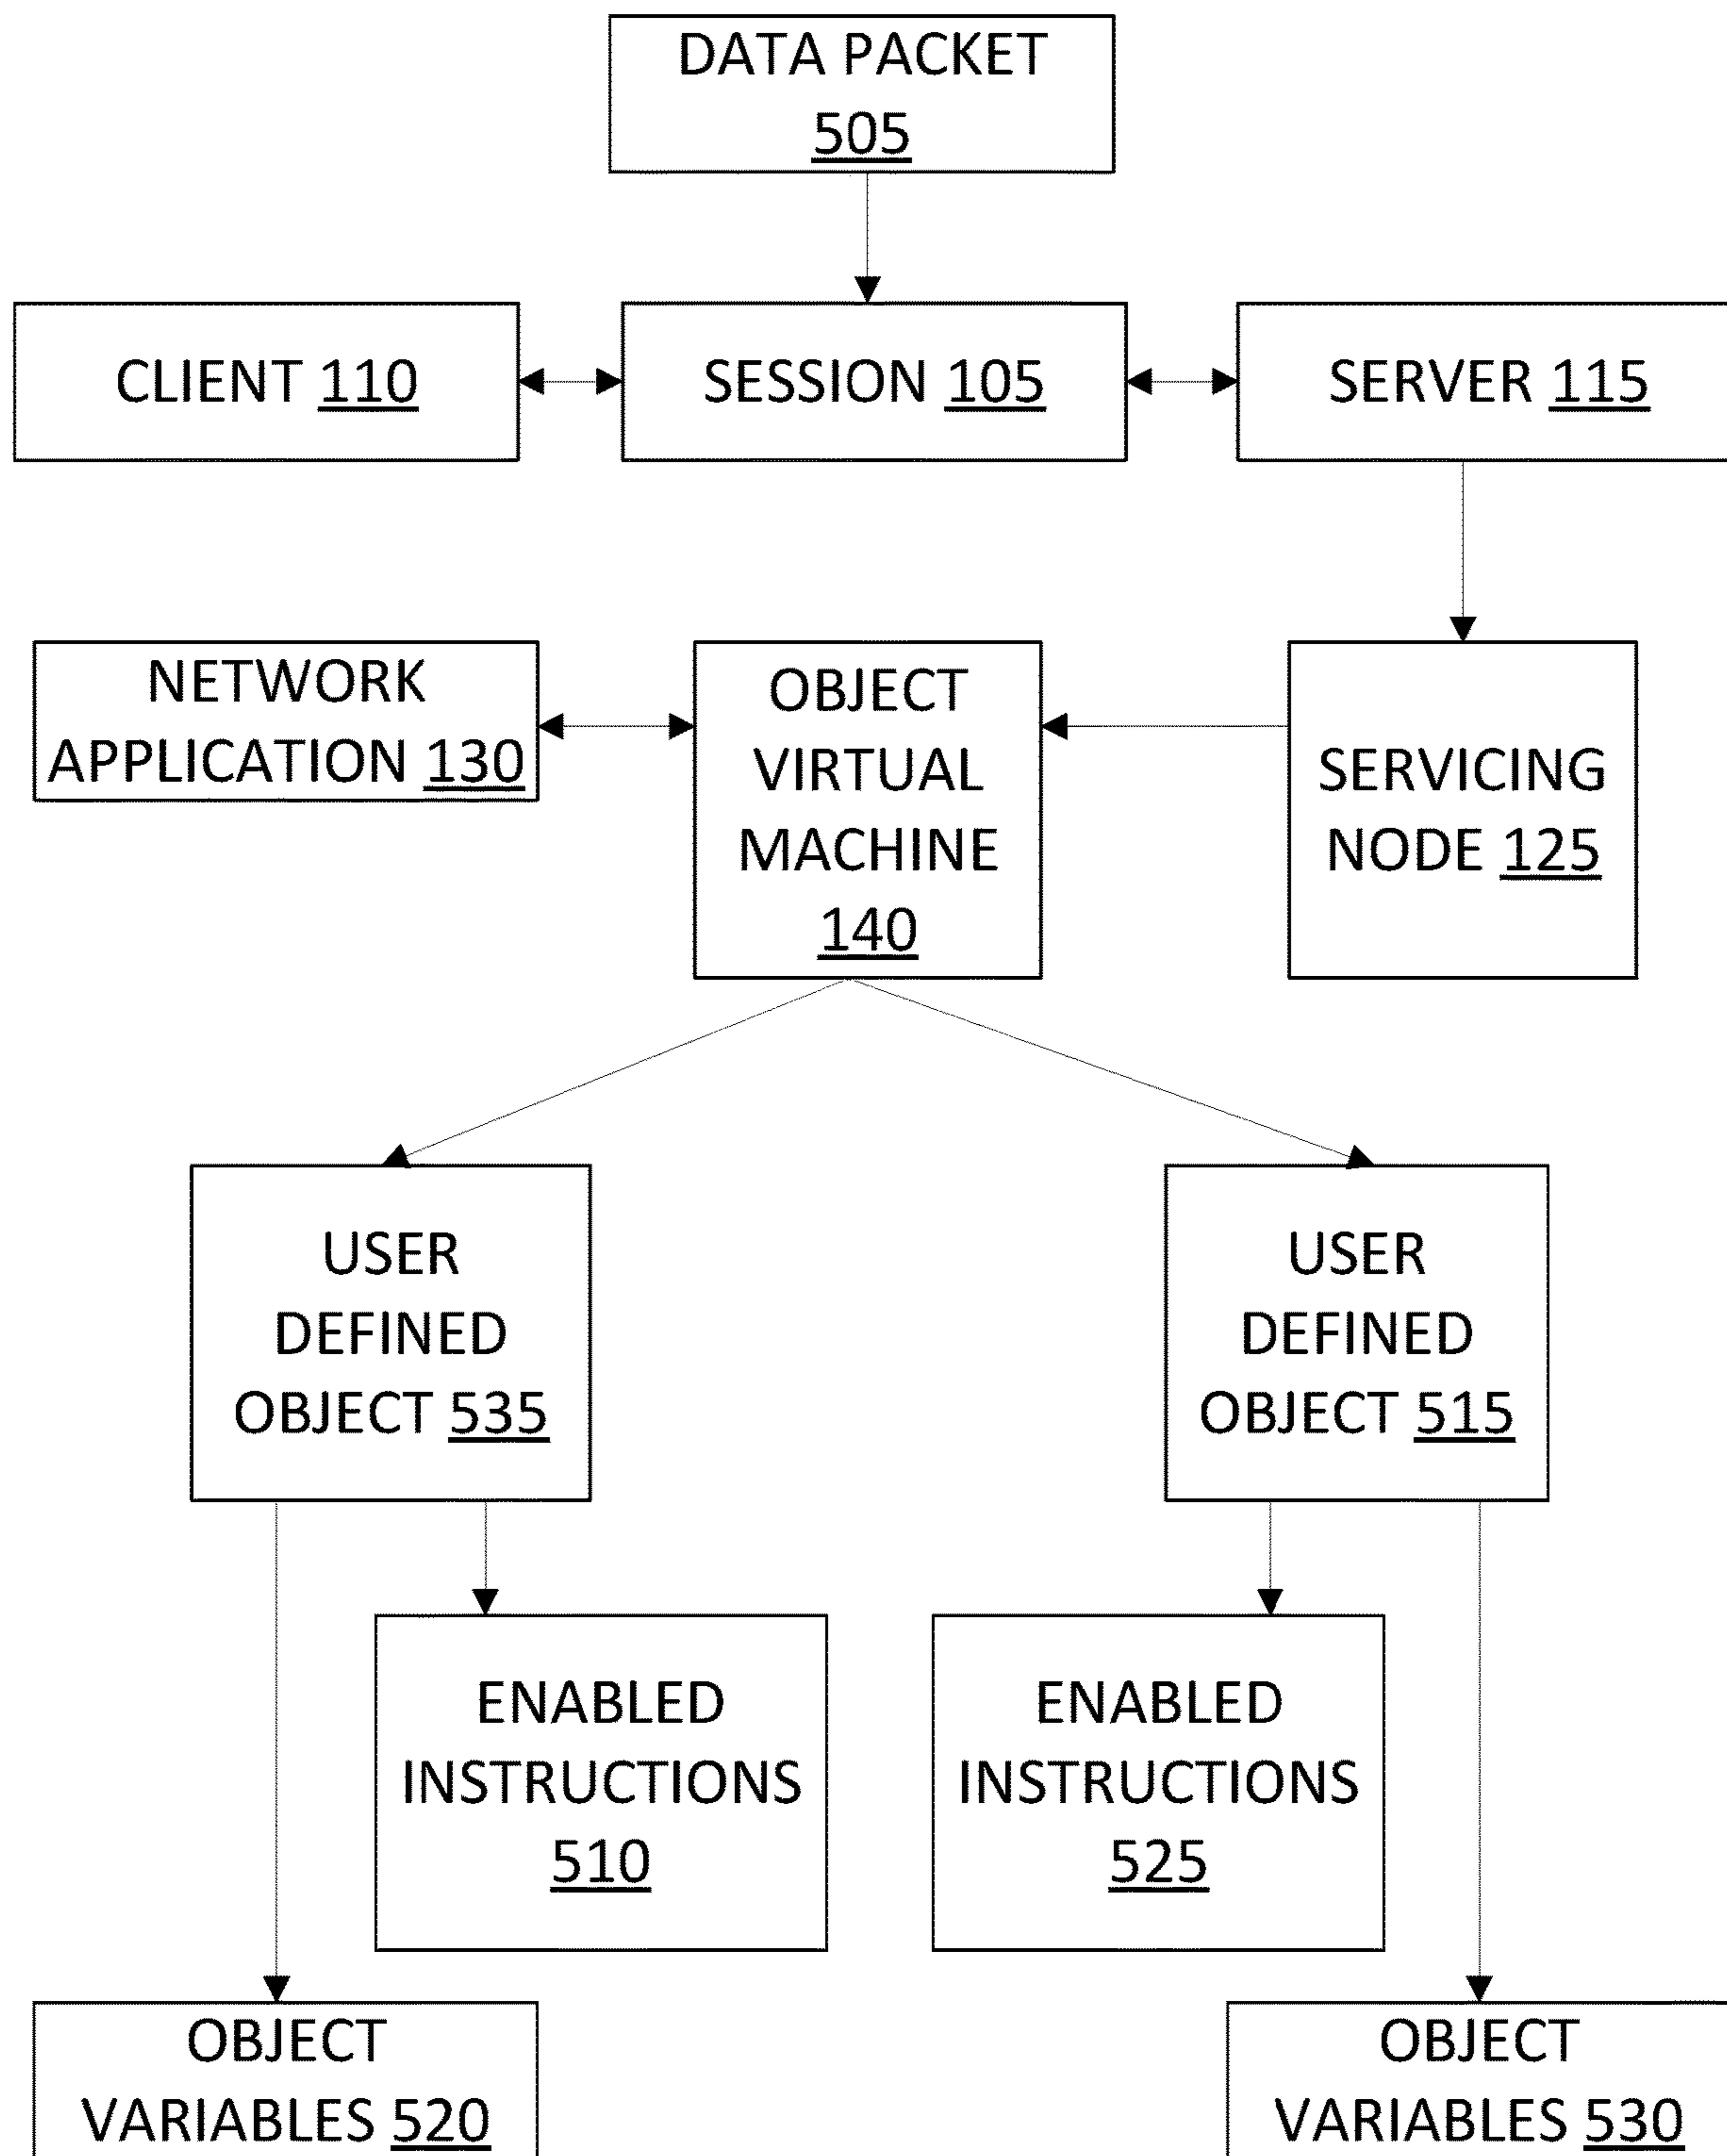 DATA PACKET
505
CLIENT 110
SESSION 105
SERVER 115
NETWORK
APPLICATION 130
OBJECT
VIRTUAL
MACHINE
140
SERVICING
NODE 125
USER
DEFINED
OBJECT 535
USER
DEFINED
OBJECT 515
ENABLED
INSTRUCTIONS
510
ENABLED
INSTRUCTIONS
525
OBJECT
VARIABLES 520
OBJECT
VARIABLES 530